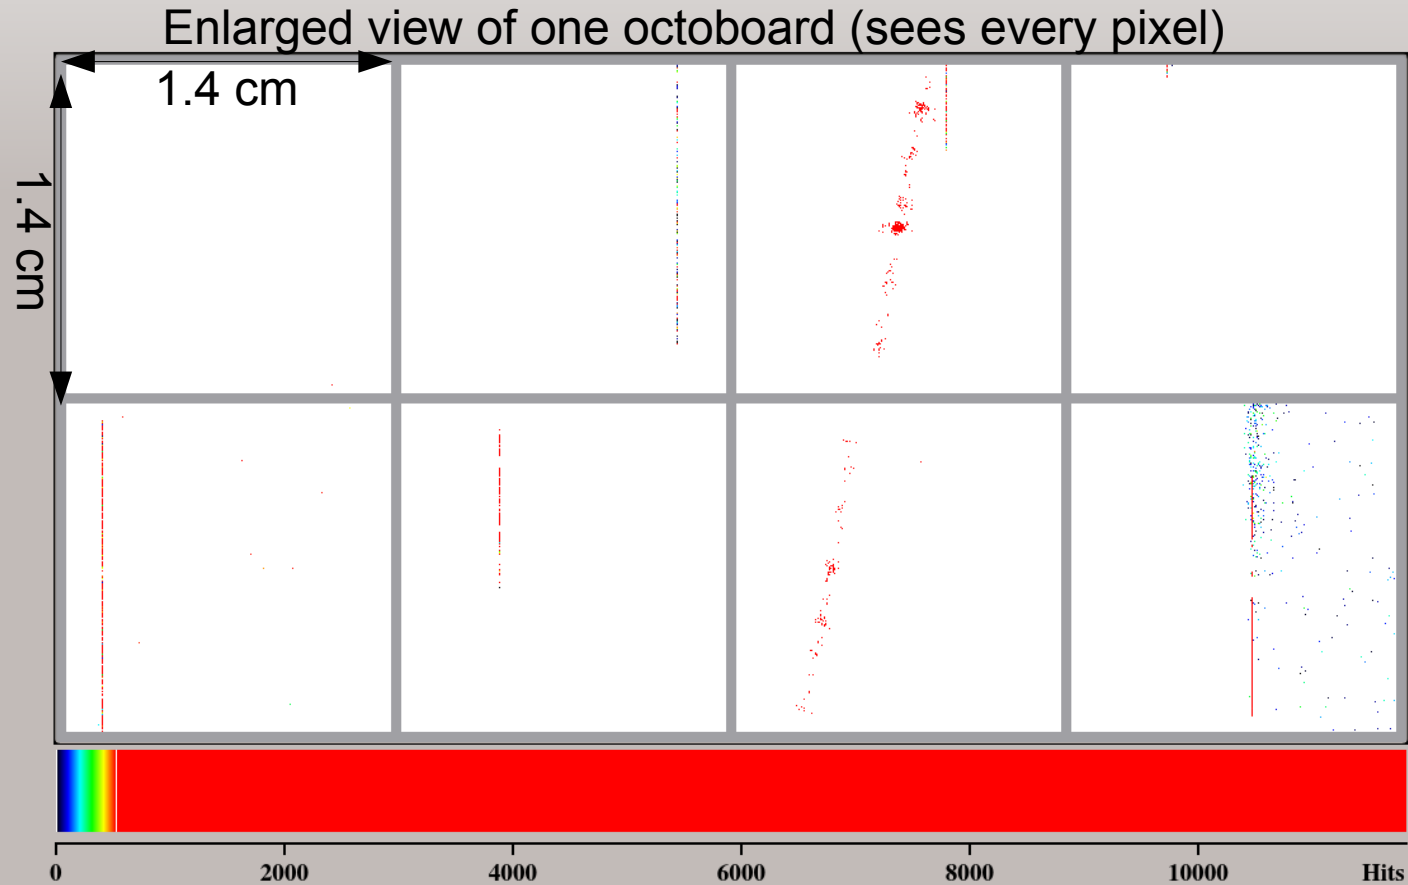 Enlarged view of one octoboard (sees every pixel)
1.4 cm
1.4 cm
0 2000 4000 6000 8000 10000 Hits